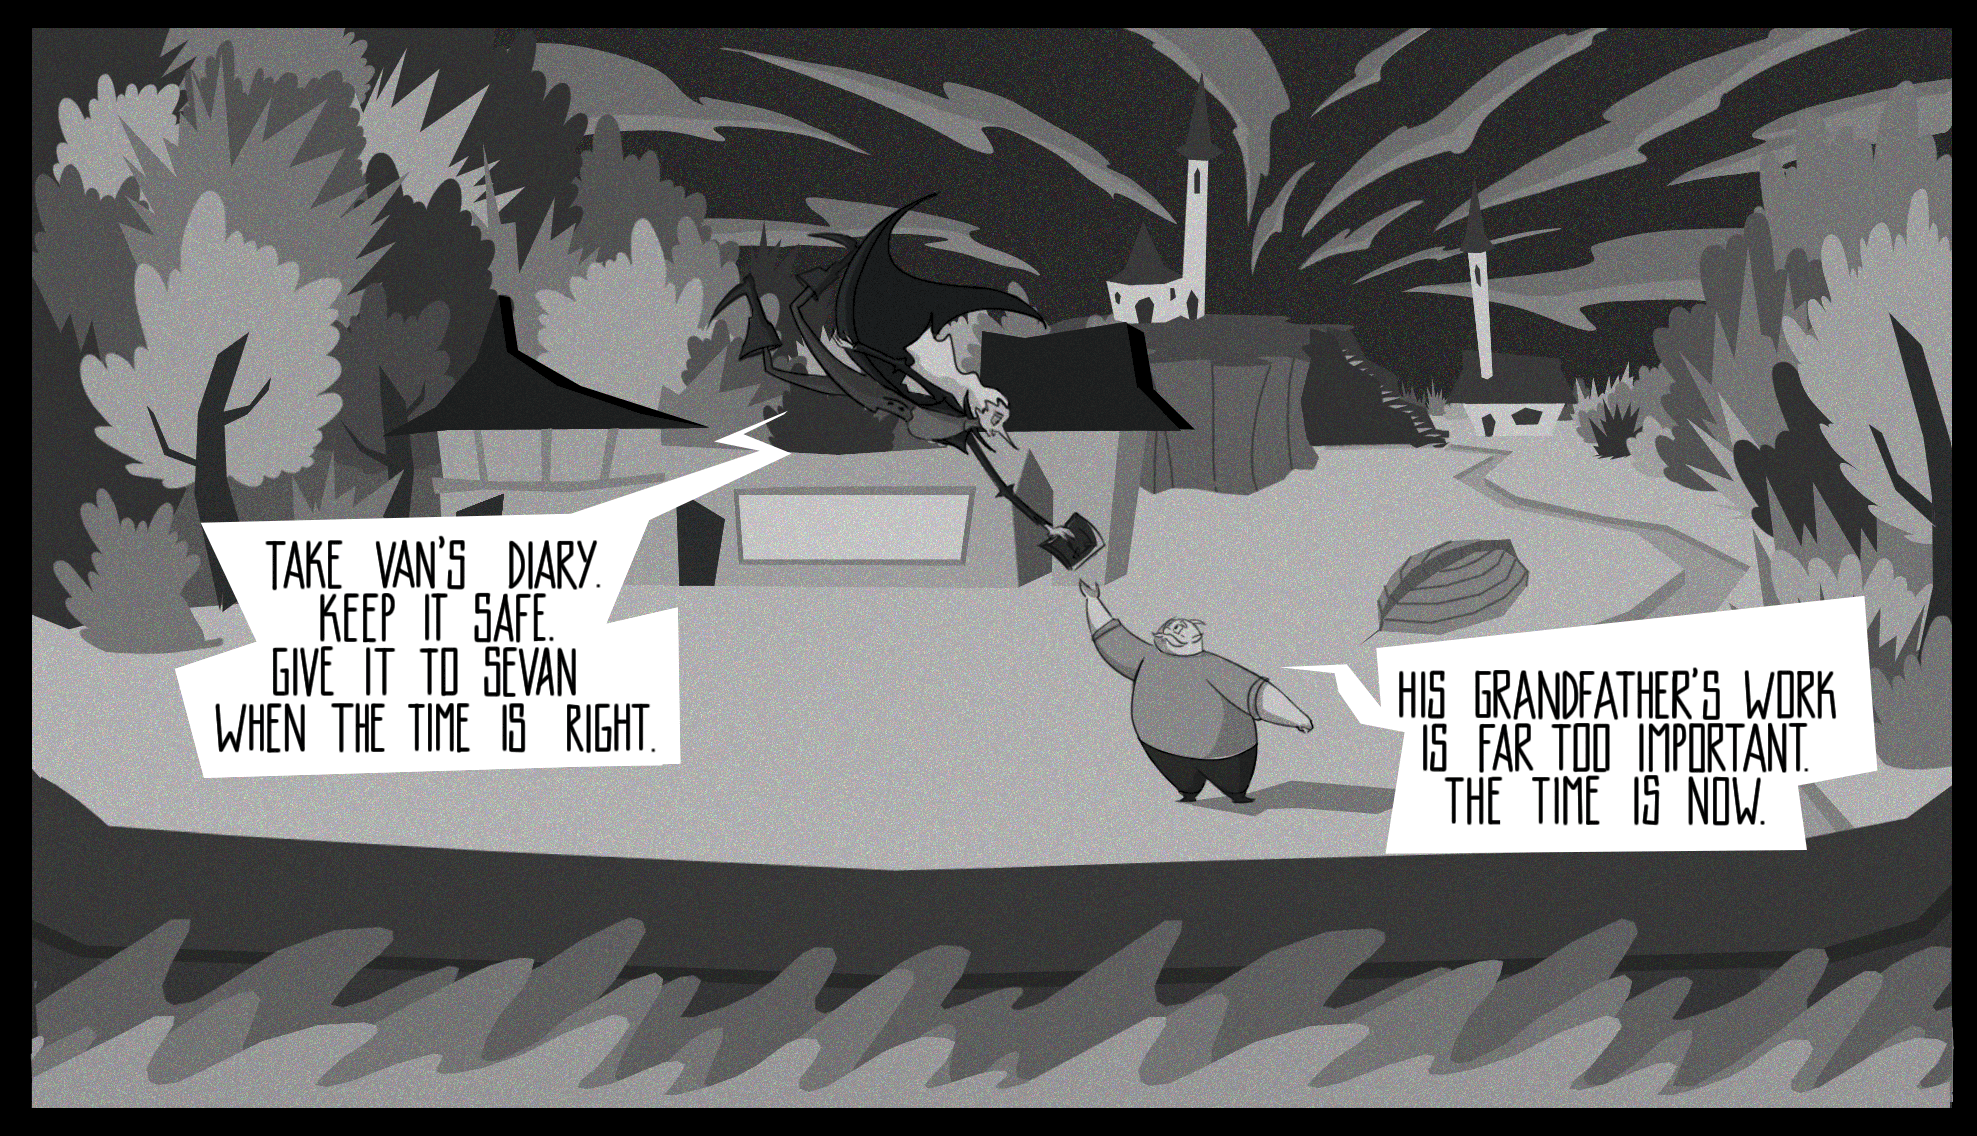 TAKE VAN'S DIARY.
KEEP IT SAFE.
GIVE IT TO SEVAN
WHEN THE TIME IS RIGHT.
HIS GRANDFATHER'S WORK
IS FAR TOO IMPORTANT.
THE TIME IS NOW.